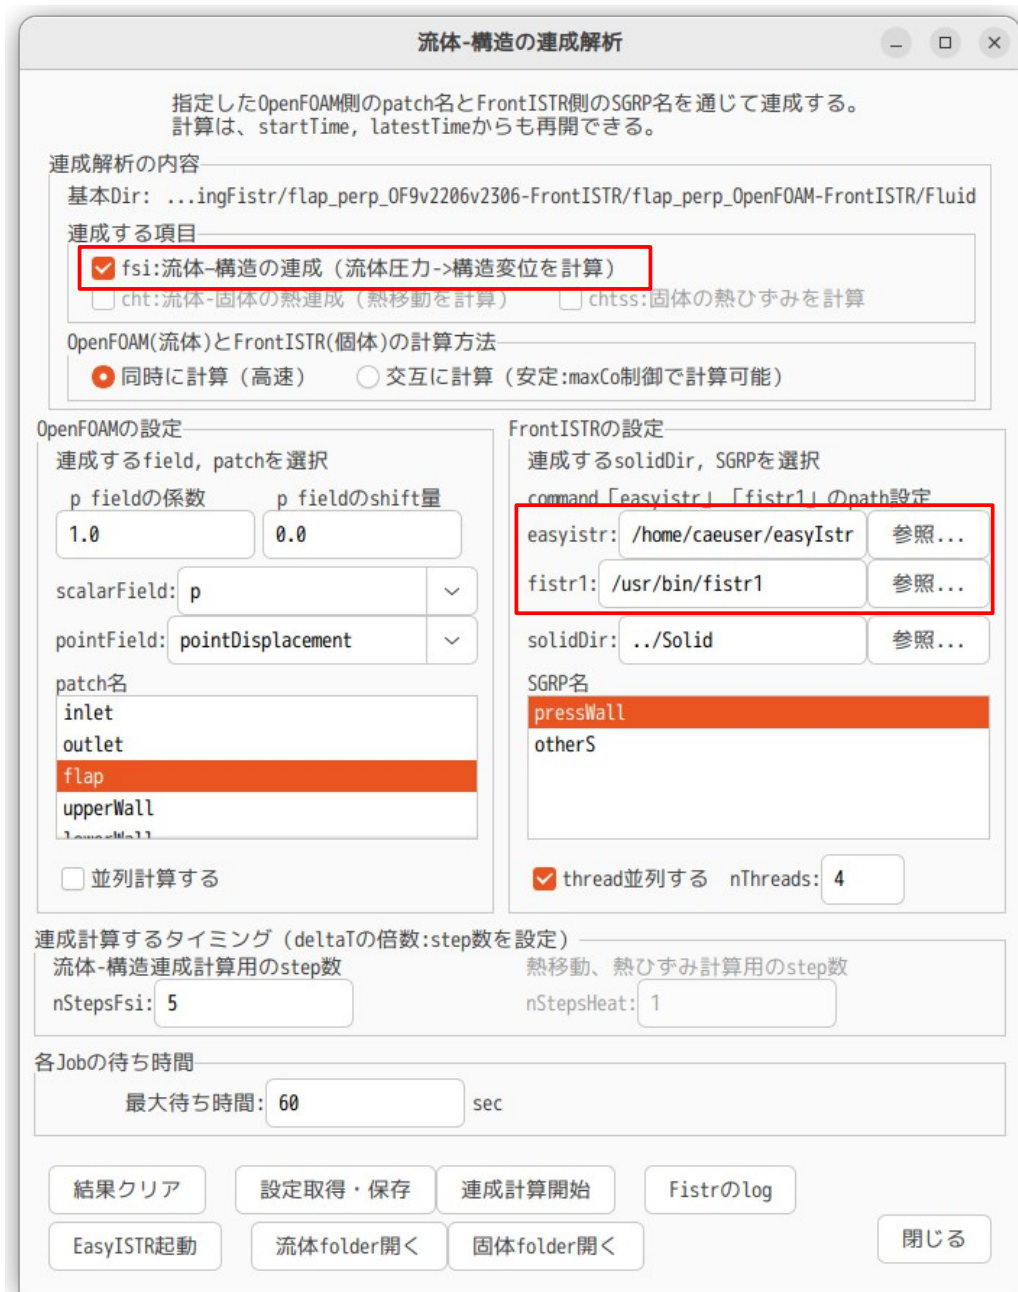 流体-構造の連成解析
指定したOpenFOAM側のpatch名とFrontISTR側のSGRP名を通じて連成する。
計算は、startTime, latestTimeからも再開できる。
連成解析の内容
基本Dir: ...ingFistr/flap_perp_OF9v2206v2306-FrontISTR/flap_perp_OpenFOAM-FrontISTR/Fluid
連成する項目
fsi:流体-構造の連成（流体圧力->構造変位を計算）
cht:流体-固体の熱連成（熱移動を計算） chtss:固体の熱ひずみを計算
OpenFOAM(流体)とFrontISTR(個体)の計算方法
同時に計算（高速） 交互に計算（安定:maxCo制御で計算可能）
OpenFOAMの設定
連成するfield, patchを選択
p fieldの係数 p fieldのshift量
1.0 0.0
scalarField: p
pointField: pointDisplacement
patch名
inlet
outlet
flap
upperWall
lowerWall
並列計算する
FrontISTRの設定
連成するsolidDir, SGRPを選択
command「easyistr」「fistr1」のpath設定
easyistr: /home/caeuser/easyIstr 参照...
fistr1: /usr/bin/fistr1 参照...
solidDir: ../Solid 参照...
SGRP名
pressWall
otherS
thread並列する nThreads: 4
連成計算するタイミング（deltaTの倍数:step数を設定）
流体-構造連成計算用のstep数 熱移動、熱ひずみ計算用のstep数
nStepsFsi: 5 nStepsHeat: 1
各Jobの待ち時間
最大待ち時間: 60 sec
結果クリア 設定取得・保存 連成計算開始 Fistrのlog
EasyISTR起動 流体folder開く 固体folder開く 閉じる